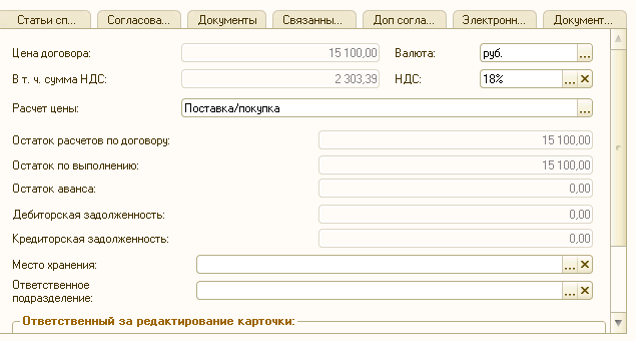 Статьи сп... Согласова... Документы Связанны... Доп согла... Электронн... Документ...
Цена договора: 15 100,00 Валюта: руб. ...
В т. ч. сумма НДС: 2 303,39 НДС: 18% ... ×
Расчет цены: Поставка/покупка ...
Остаток расчетов по договору: 15 100,00
Остаток по выполнению: 15 100,00
Остаток аванса: 0,00
Дебиторская задолженность: 0,00
Кредиторская задолженность: 0,00
Место хранения: ... ×
Ответственное
подразделение: ... ×
Ответственный за редактирование карточки: